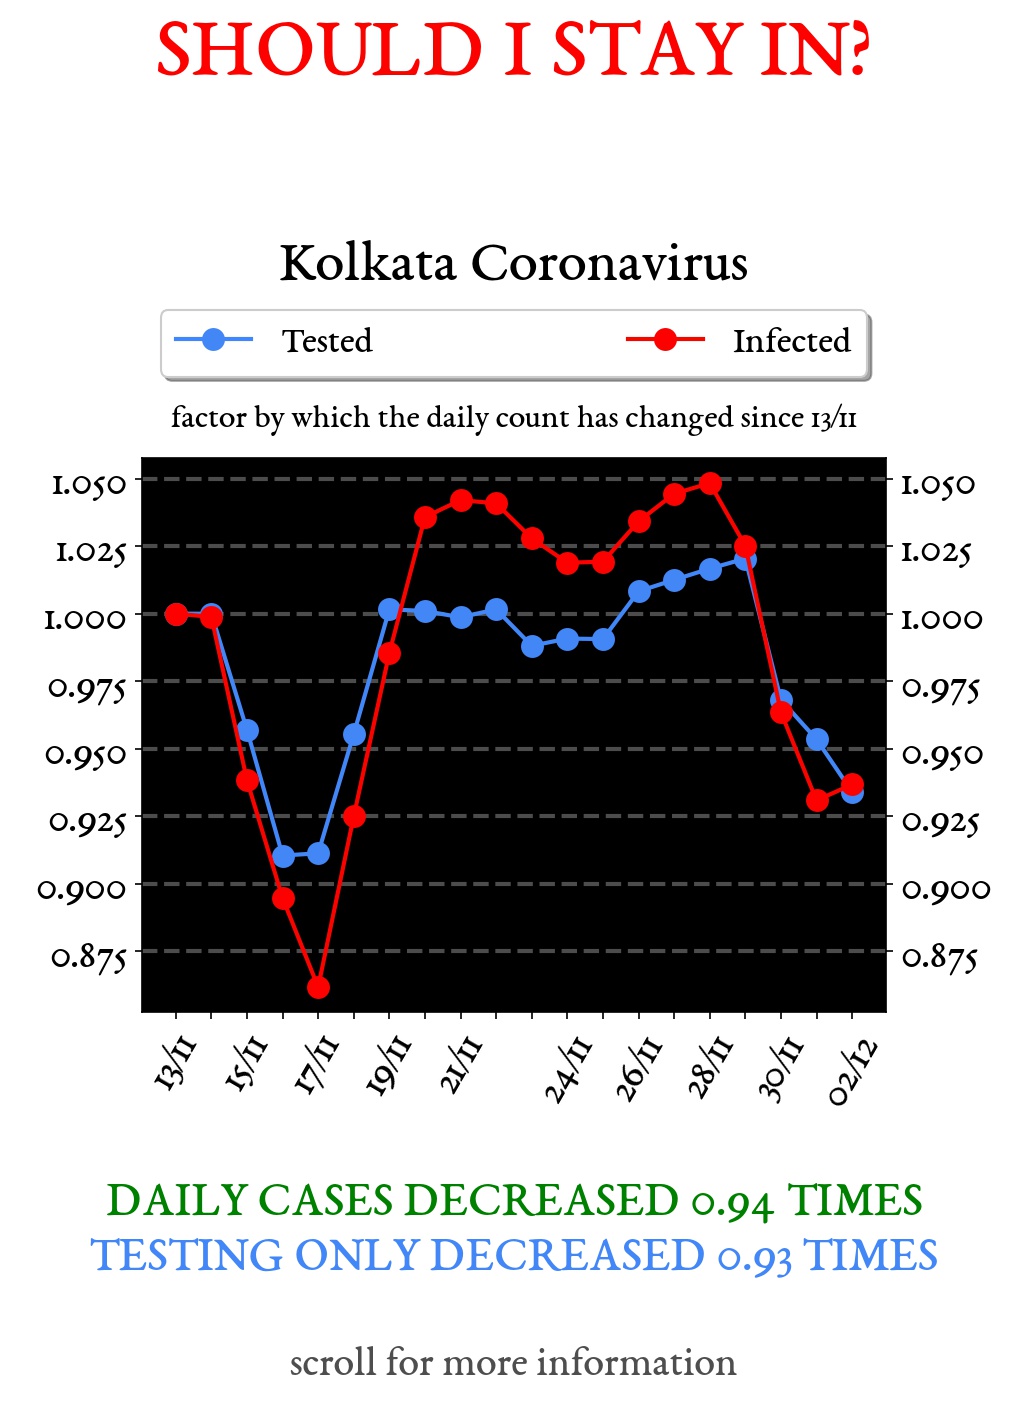 SHOULD I STAY IN?
Kolkata Coronavirus
Tested Infected
factor by which the daily count has changed since 13/11
1.050 1.050
1.025 1.025
1.000 1.000
0.975 0.975
0.950 0.950
0.925 0.925
0.900 0.900
0.875 0.875
13/11 15/11 17/11 19/11 21/11 24/11 26/11 28/11 30/11 02/12
DAILY CASES DECREASED 0.94 TIMES
TESTING ONLY DECREASED 0.93 TIMES
scroll for more information